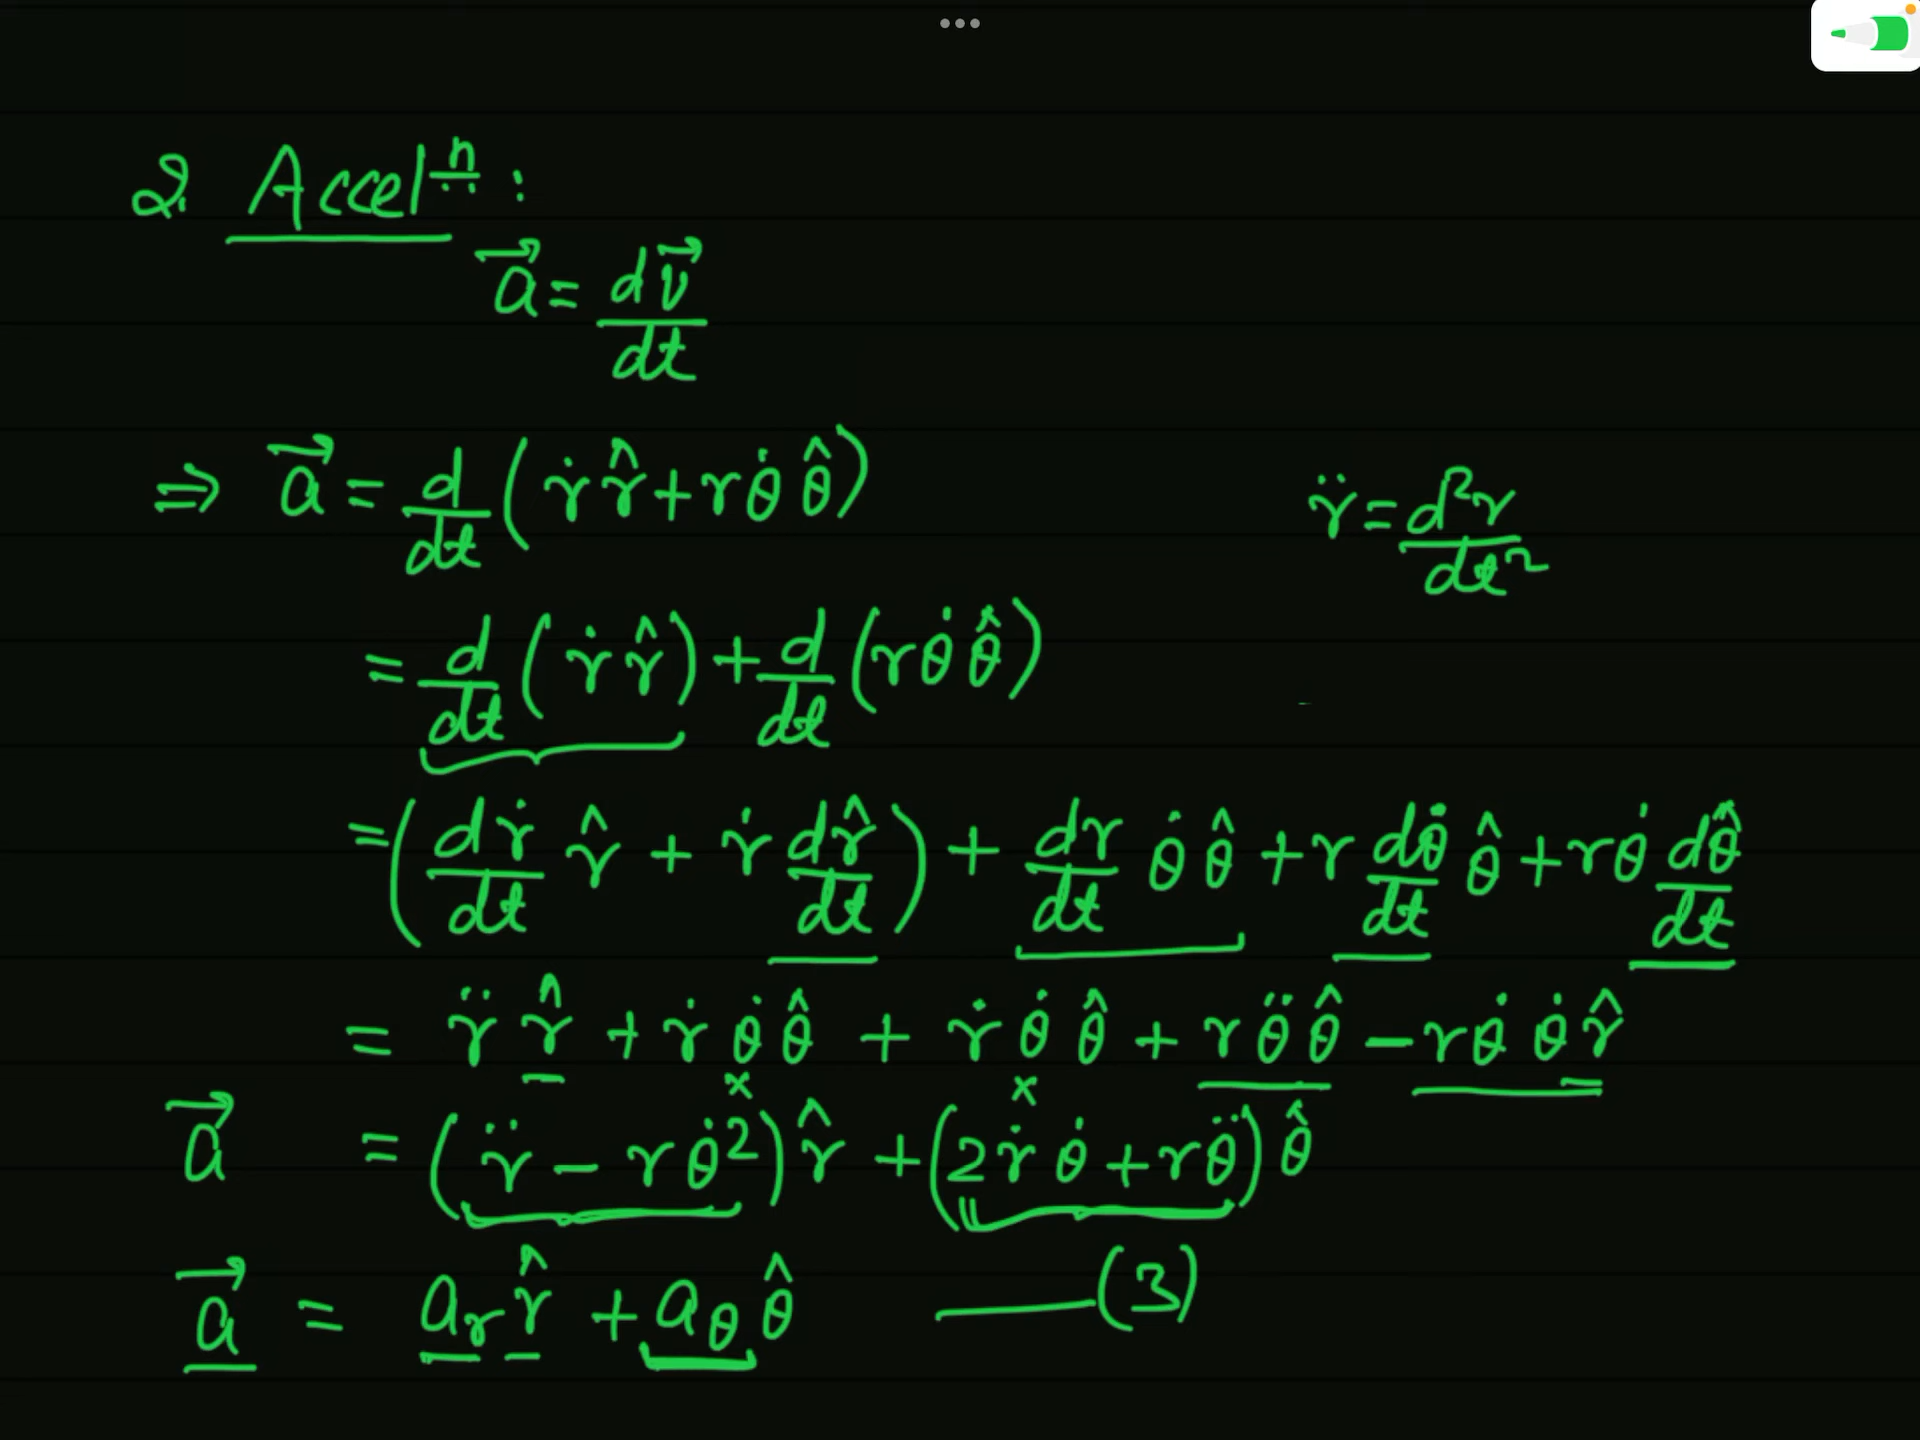 2. Accelⁿ :
a⃗ = dv⃗/dt
⇒ a⃗ = d/dt (ṙ r̂ + r θ̇ θ̂)
r̈ = d²r/dt²
= d/dt (ṙ r̂) + d/dt (r θ̇ θ̂)
= (dṙ/dt r̂ + ṙ dr̂/dt) + dr/dt θ̇ θ̂ + r dθ̇/dt θ̂ + r θ̇ dθ̂/dt
= r̈ r̂ + ṙ θ̇ θ̂ + ṙ θ̇ θ̂ + r θ̈ θ̂ − r θ̇ θ̇ r̂
a⃗ = (r̈ − r θ̇²) r̂ + (2 ṙ θ̇ + r θ̈) θ̂
a⃗ = aᵣ r̂ + a_θ θ̂ —— (3)